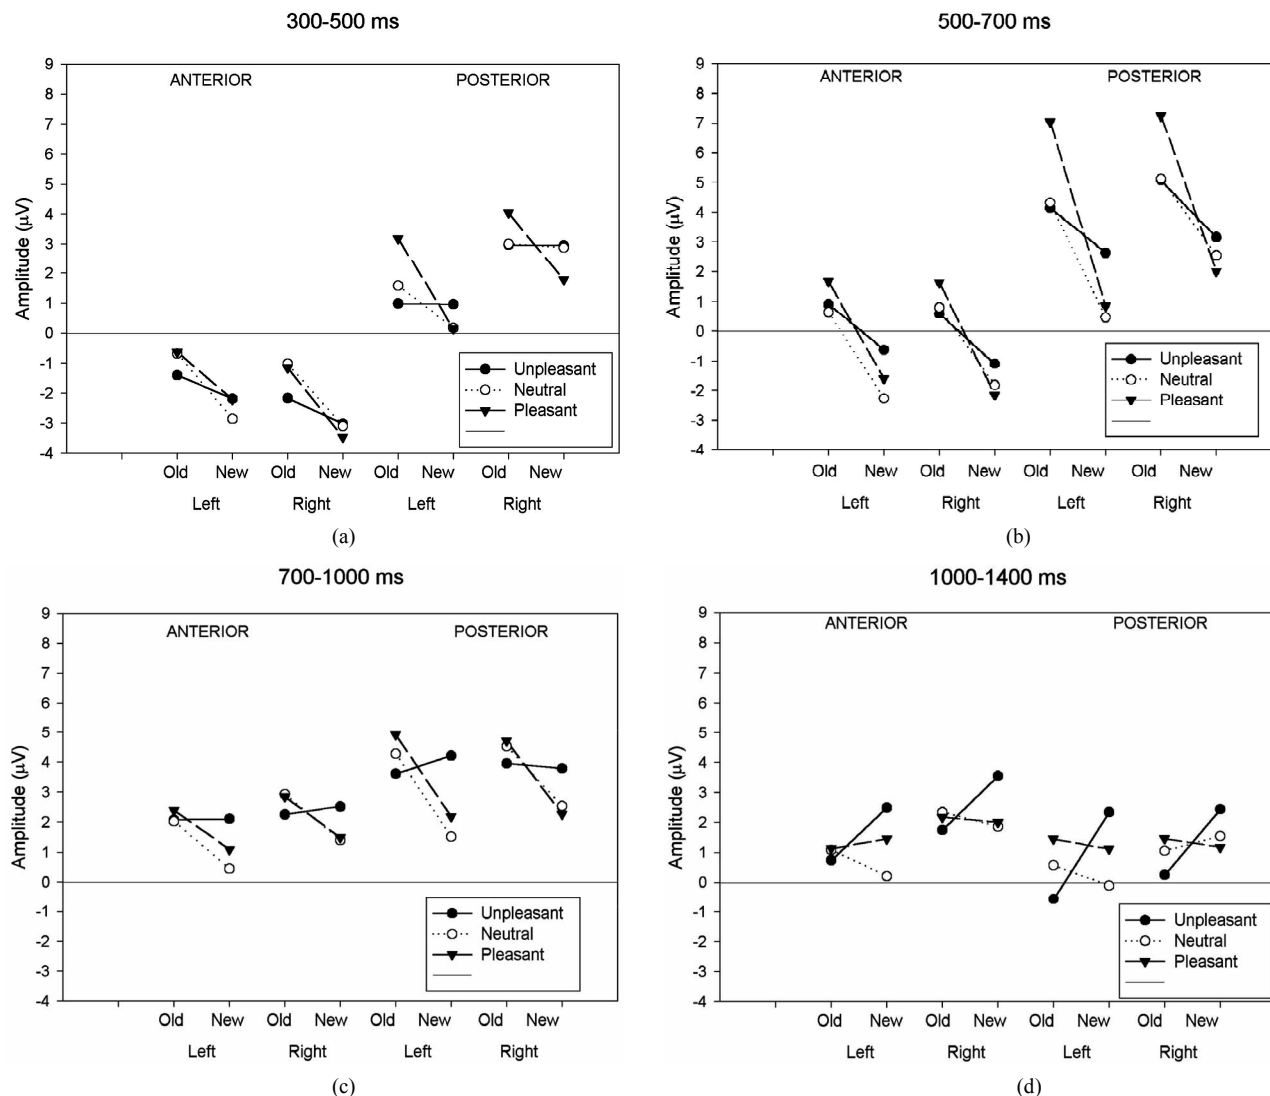 300-500 ms
9
8
7
6
5
4
3
2
1
0
-1
-2
-3
-4
Amplitude (µV)
ANTERIOR
POSTERIOR
Unpleasant
Neutral
Pleasant
Old New Old New Old New Old New
Left Right Left Right
(a)
500-700 ms
9
8
7
6
5
4
3
2
1
0
-1
-2
-3
-4
Amplitude (µV)
ANTERIOR
POSTERIOR
Unpleasant
Neutral
Pleasant
Old New Old New Old New Old New
Left Right Left Right
(b)
700-1000 ms
9
8
7
6
5
4
3
2
1
0
-1
-2
-3
-4
Amplitude (µV)
ANTERIOR
POSTERIOR
Unpleasant
Neutral
Pleasant
Old New Old New Old New Old New
Left Right Left Right
(c)
1000-1400 ms
9
8
7
6
5
4
3
2
1
0
-1
-2
-3
-4
Amplitude (µV)
ANTERIOR
POSTERIOR
Unpleasant
Neutral
Pleasant
Old New Old New Old New Old New
Left Right Left Right
(d)